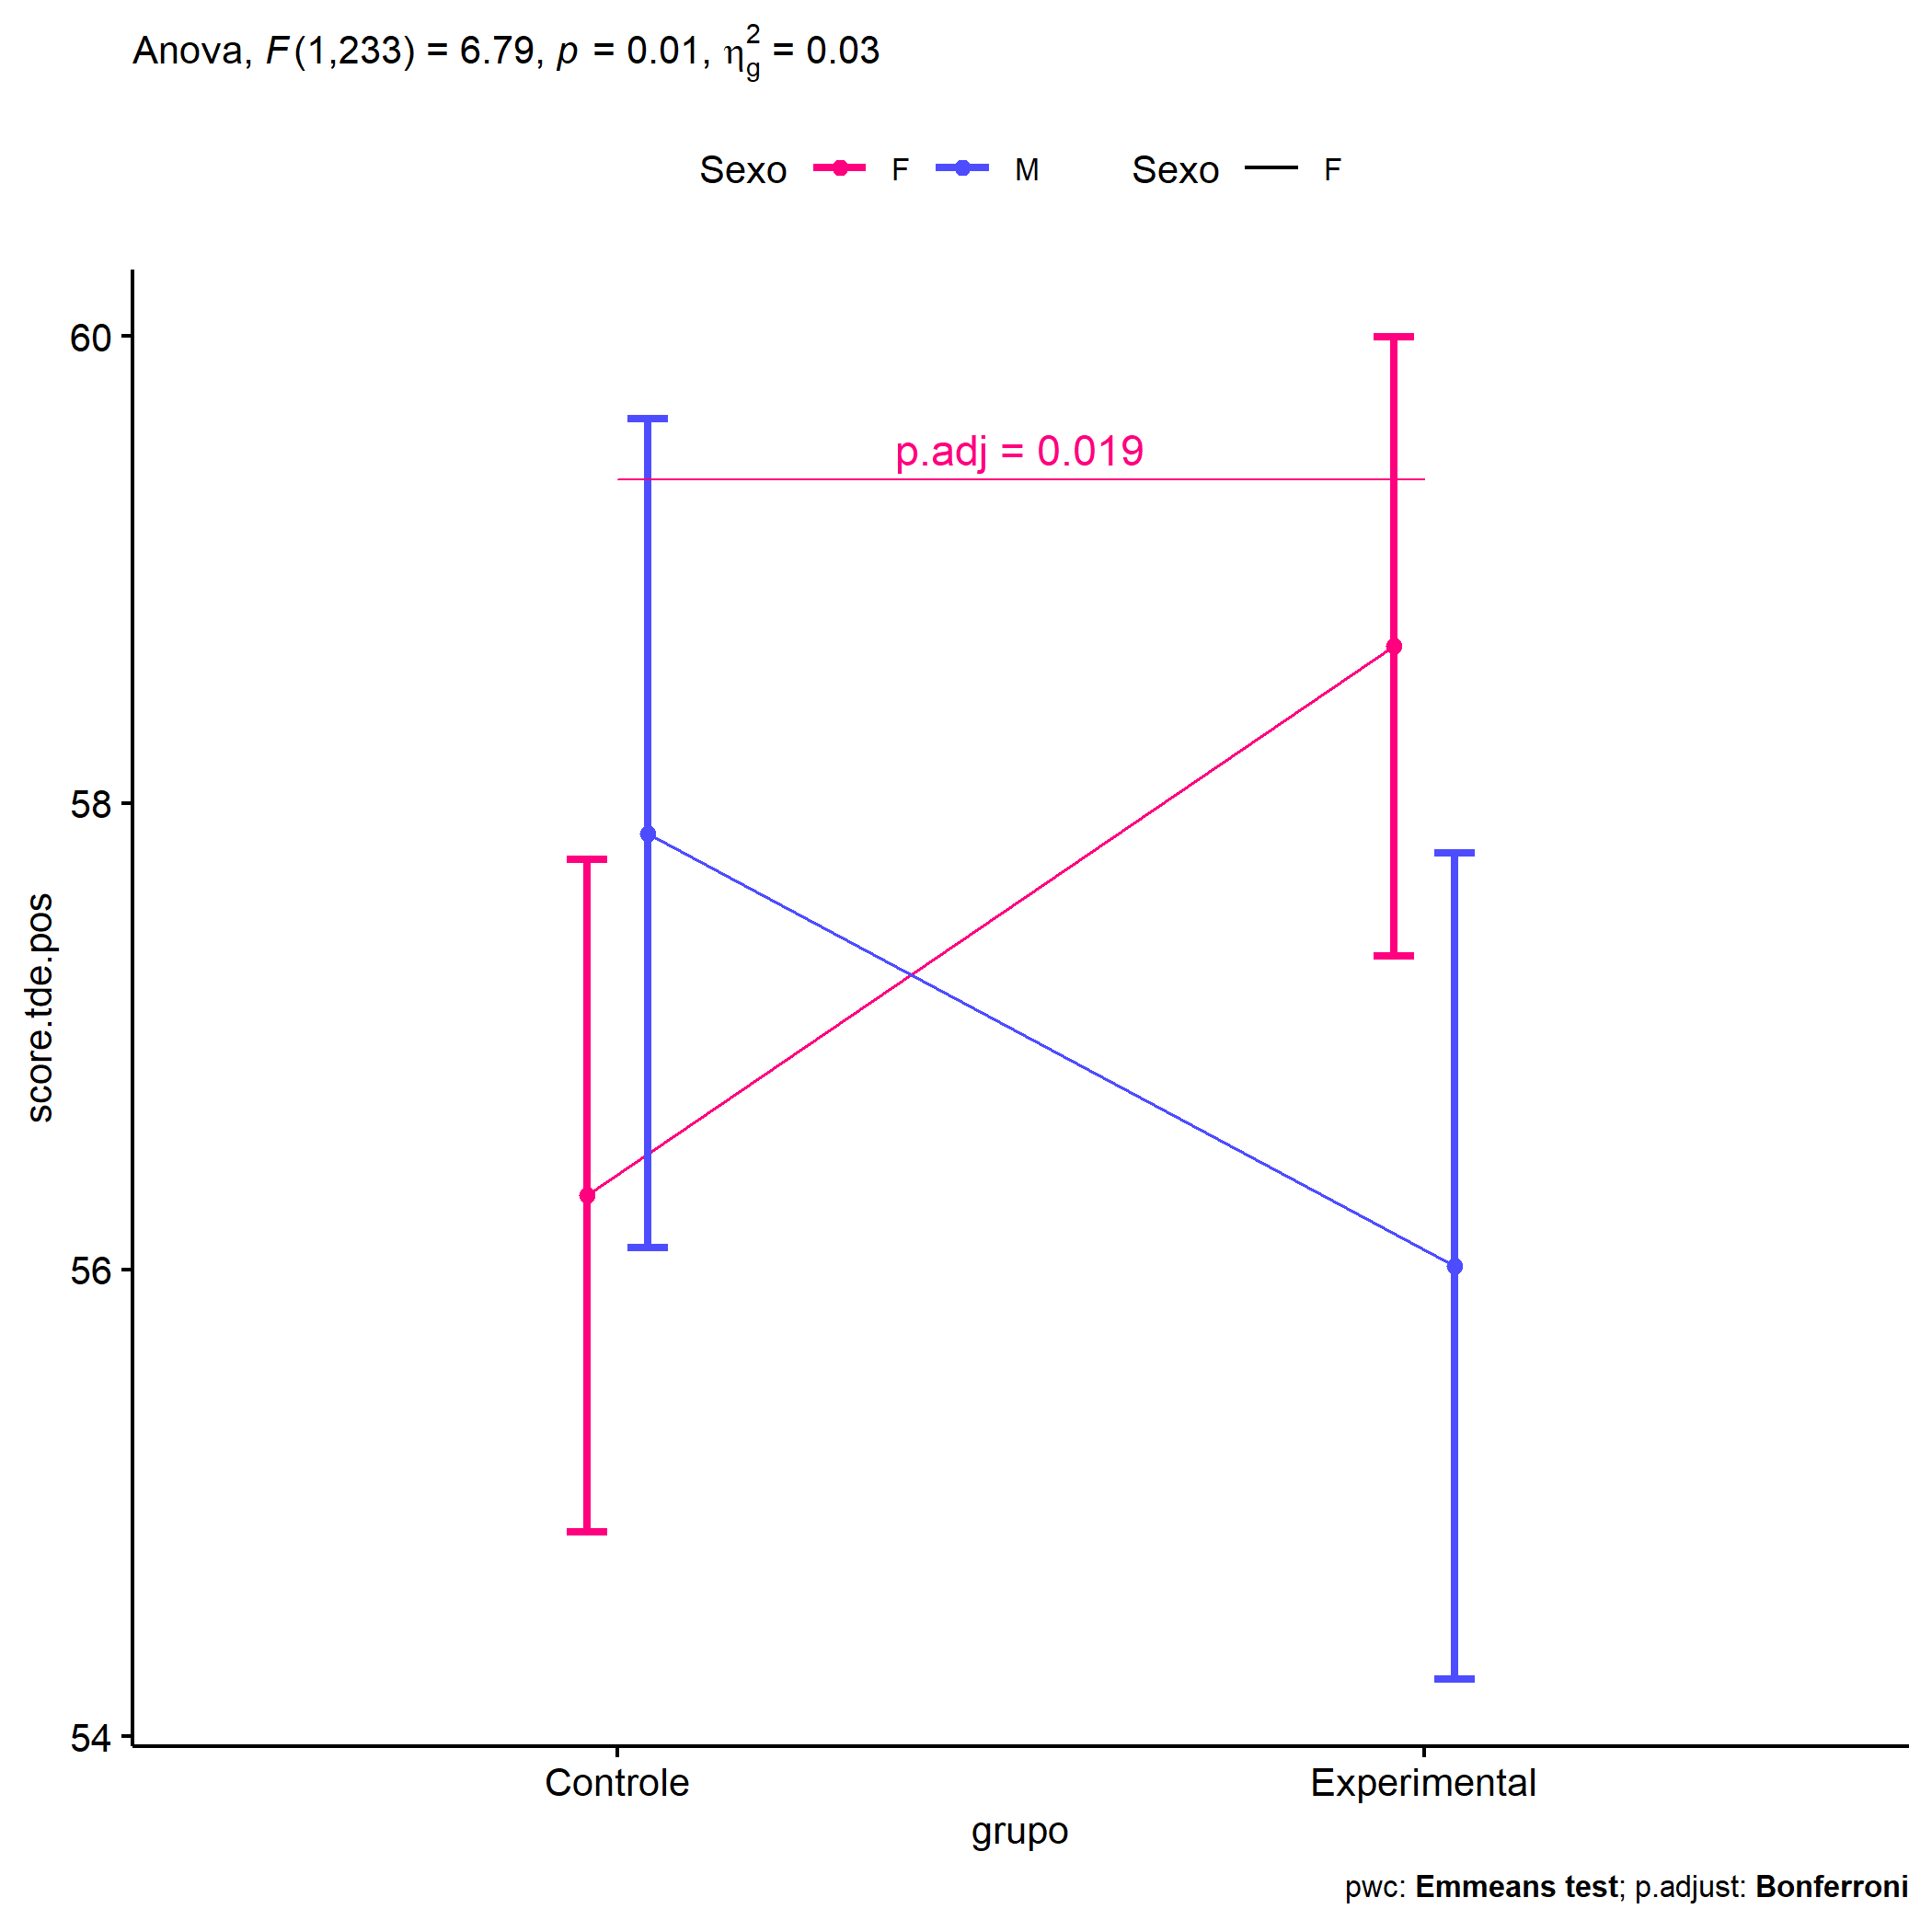 Anova, F(1,233) = 6.79, p = 0.01, η²g = 0.03
Sexo F M Sexo F
60
p.adj = 0.019
58
score.tde.pos
56
54
Controle Experimental
grupo
pwc: Emmeans test; p.adjust: Bonferroni